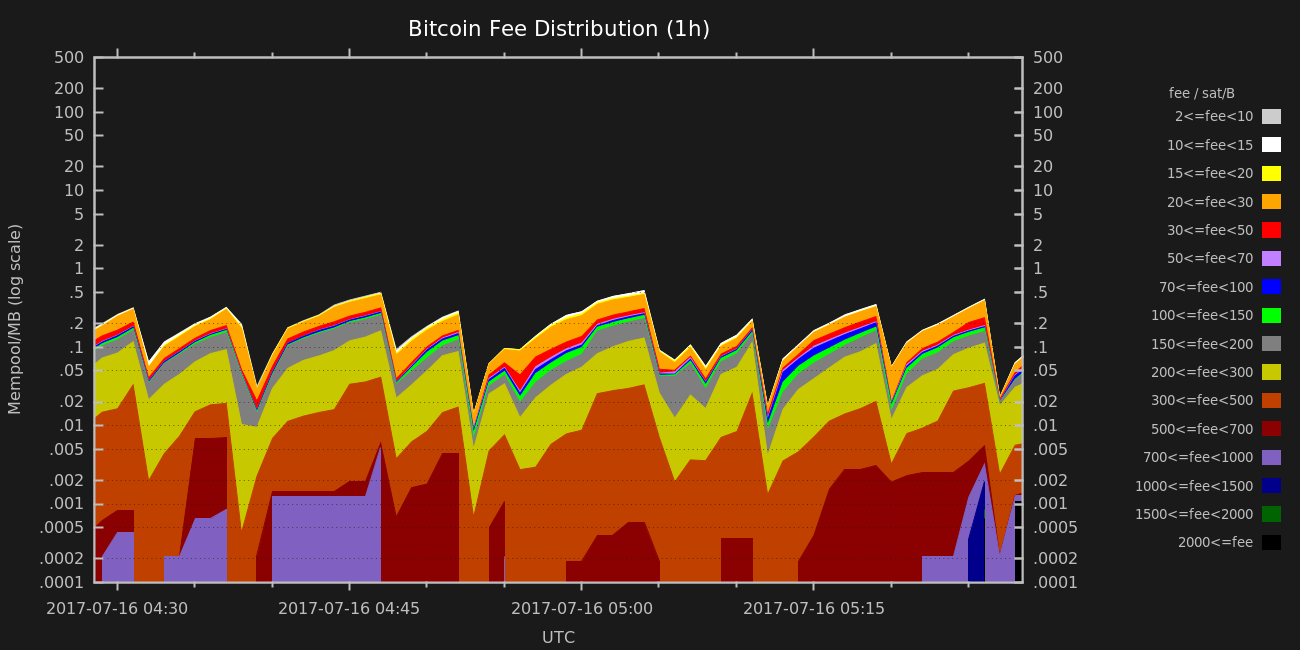 Bitcoin Fee Distribution (1h)
Mempool/MB (log scale)
500
200
100
50
20
10
5
2
1
.5
.2
.1
.05
.02
.01
.005
.002
.001
.0005
.0002
.0001
500
200
100
50
20
10
5
2
1
.5
.2
.1
.05
.02
.01
.005
.002
.001
.0005
.0002
.0001
2017-07-16 04:30 2017-07-16 04:45 2017-07-16 05:00 2017-07-16 05:15
UTC
fee / sat/B
2<=fee<10
10<=fee<15
15<=fee<20
20<=fee<30
30<=fee<50
50<=fee<70
70<=fee<100
100<=fee<150
150<=fee<200
200<=fee<300
300<=fee<500
500<=fee<700
700<=fee<1000
1000<=fee<1500
1500<=fee<2000
2000<=fee